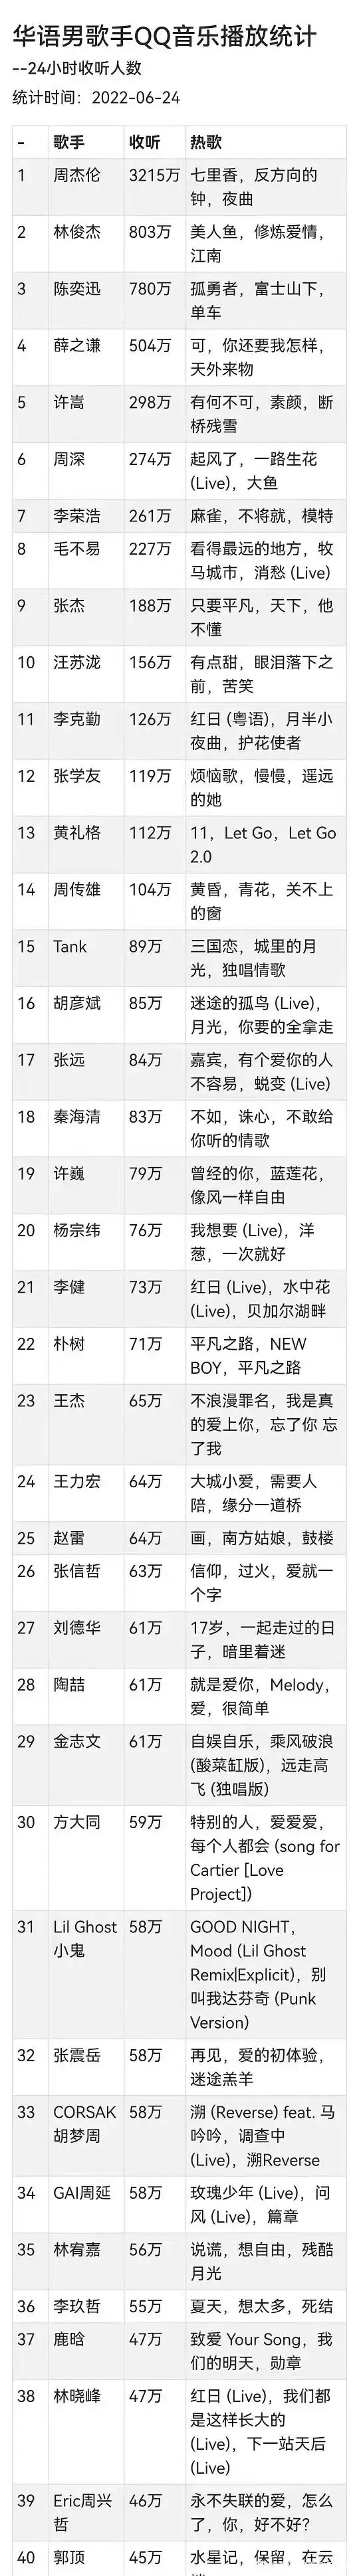 华语男歌手QQ音乐播放统计
--24小时收听人数
统计时间：2022-06-24
- 歌手 收听 热歌
1 周杰伦 3215万 七里香，反方向的
钟，夜曲
2 林俊杰 803万 美人鱼，修炼爱情，
江南
3 陈奕迅 780万 孤勇者，富士山下，
单车
4 薛之谦 504万 可，你还要我怎样，
天外来物
5 许嵩 298万 有何不可，素颜，断
桥残雪
6 周深 274万 起风了，一路生花
(Live)，大鱼
7 李荣浩 261万 麻雀，不将就，模特
8 毛不易 227万 看得最远的地方，牧
马城市，消愁 (Live)
9 张杰 188万 只要平凡，天下，他
不懂
10 汪苏泷 156万 有点甜，眼泪落下之
前，苦笑
11 李克勤 126万 红日 (粤语)，月半小
夜曲，护花使者
12 张学友 119万 烦恼歌，慢慢，遥远
的她
13 黄礼格 112万 11，Let Go，Let Go
2.0
14 周传雄 104万 黄昏，青花，关不上
的窗
15 Tank 89万 三国恋，城里的月
光，独唱情歌
16 胡彦斌 85万 迷途的孤鸟 (Live)，
月光，你要的全拿走
17 张远 84万 嘉宾，有个爱你的人
不容易，蜕变 (Live)
18 秦海清 83万 不如，诛心，不敢给
你听的情歌
19 许巍 79万 曾经的你，蓝莲花，
像风一样自由
20 杨宗纬 76万 我想要 (Live)，洋
葱，一次就好
21 李健 73万 红日 (Live)，水中花
(Live)，贝加尔湖畔
22 朴树 71万 平凡之路，NEW
BOY，平凡之路
23 王杰 65万 不浪漫罪名，我是真
的爱上你，忘了你 忘
了我
24 王力宏 64万 大城小爱，需要人
陪，缘分一道桥
25 赵雷 64万 画，南方姑娘，鼓楼
26 张信哲 63万 信仰，过火，爱就一
个字
27 刘德华 61万 17岁，一起走过的日
子，暗里着迷
28 陶喆 61万 就是爱你，Melody，
爱，很简单
29 金志文 61万 自娱自乐，乘风破浪
(酸菜缸版)，远走高
飞 (独唱版)
30 方大同 59万 特别的人，爱爱爱，
每个人都会 (song for
Cartier [Love
Project])
31 Lil Ghost 58万 GOOD NIGHT，
小鬼 Mood (Lil Ghost
Remix|Explicit)，别
叫我达芬奇 (Punk
Version)
32 张震岳 58万 再见，爱的初体验，
迷途羔羊
33 CORSAK 58万 溯 (Reverse) feat. 马
胡梦周 吟吟，调查中
(Live)，溯Reverse
34 GAI周延 58万 玫瑰少年 (Live)，问
风 (Live)，篇章
35 林宥嘉 56万 说谎，想自由，残酷
月光
36 李玖哲 55万 夏天，想太多，死结
37 鹿晗 47万 致爱 Your Song，我
们的明天，勋章
38 林晓峰 47万 红日 (Live)，我们都
是这样长大的
(Live)，下一站天后
(Live)
39 Eric周兴 46万 永不失联的爱，怎么
哲 了，你，好不好？
40 郭顶 45万 水星记，保留，在云